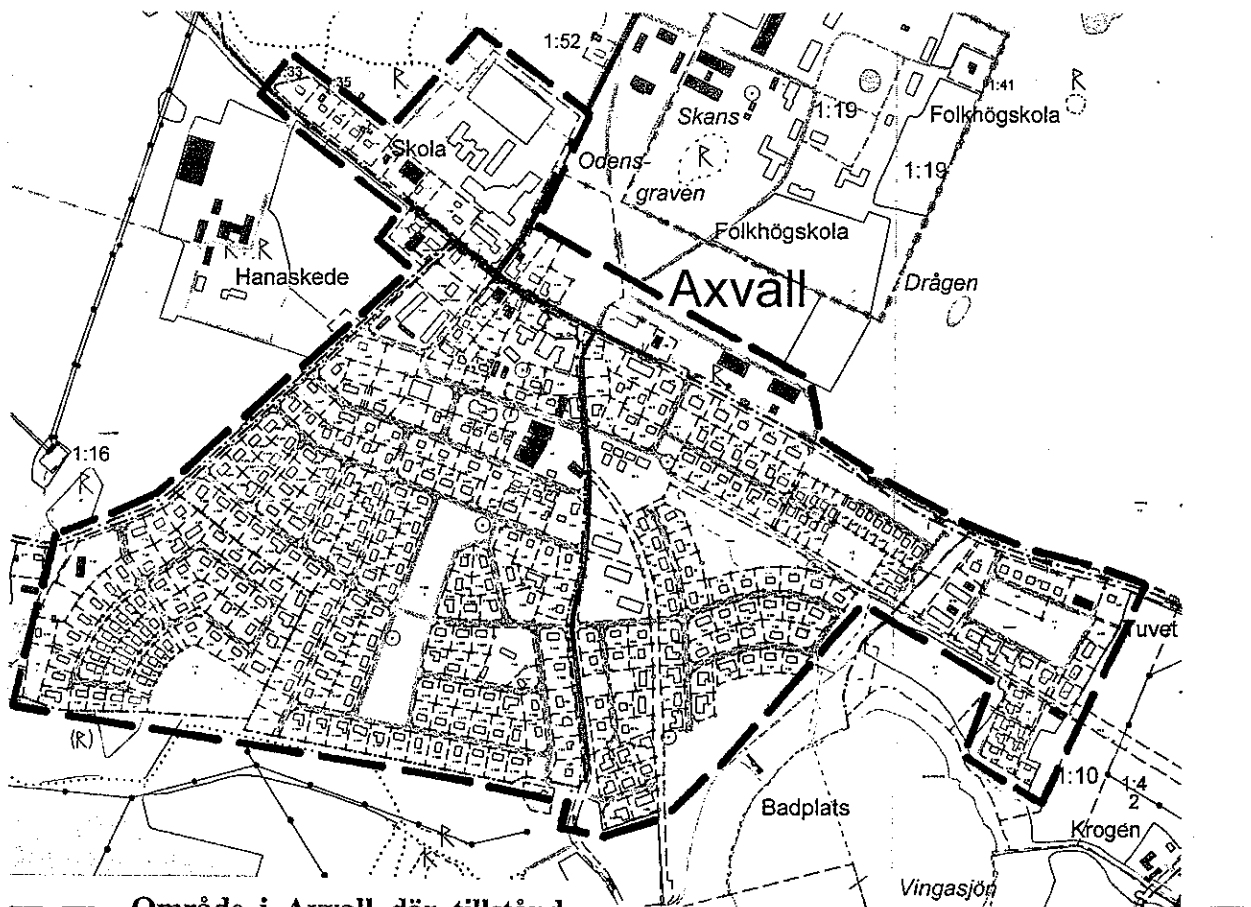 1:52
33
35
Skola
Skans
Odens-
graven
1:19
1:41
Folkhögskola
1:19
Folkhögskola
Hanaskede
Axvall
Drågen
1:16
(R)
Tuvet
1:10
1:4
2
Badplats
Krogen
Vingasjön
Område i Axvall där tillstånd